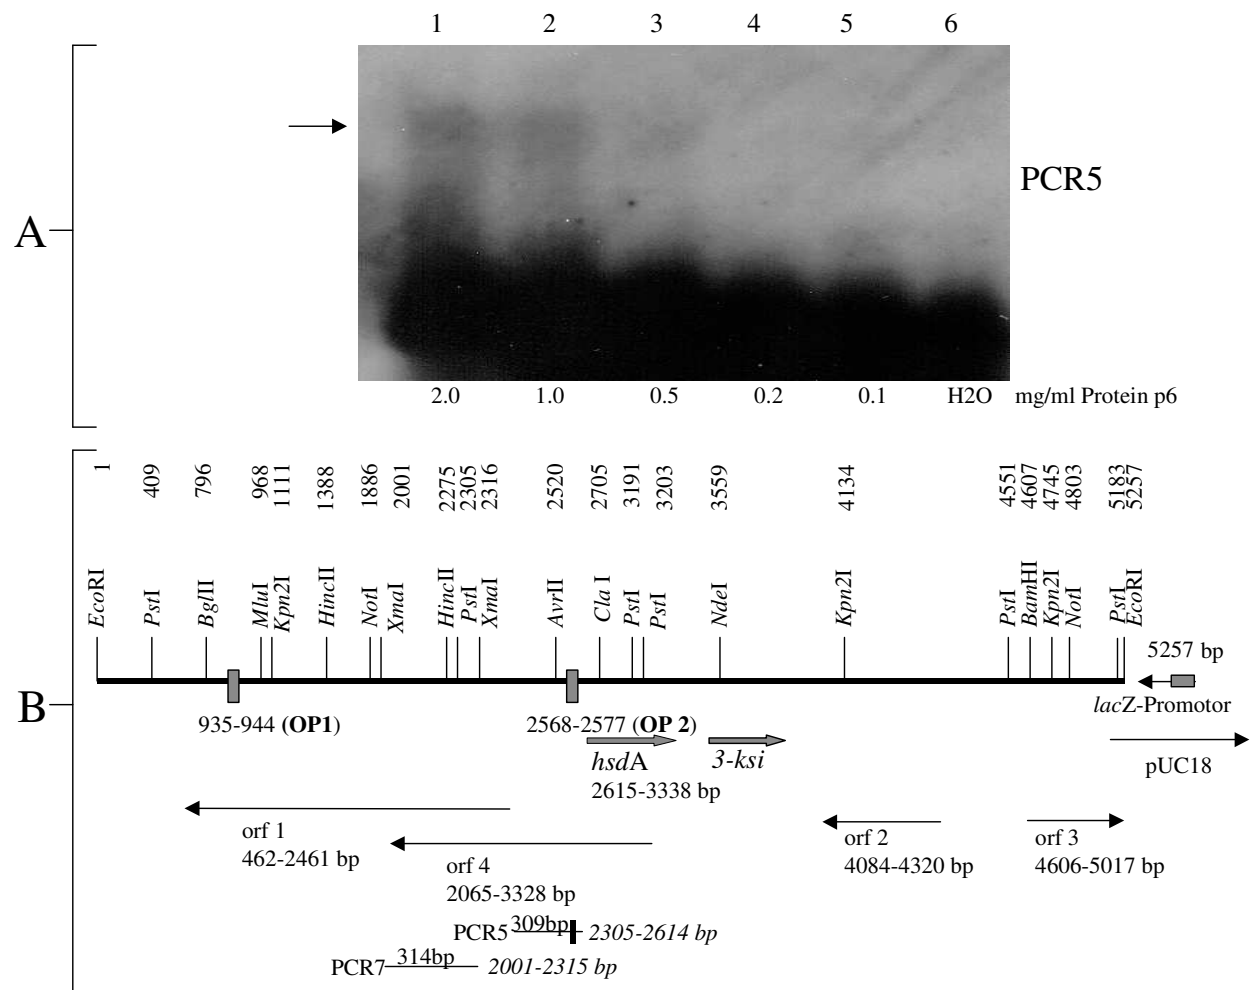 1 2 3 4 5 6
A
PCR5
2.0 1.0 0.5 0.2 0.1 H2O mg/ml Protein p6
B
1 409 796 968 1111 1388 1886 2001 2275 2305 2316 2520 2705 3191 3203 3559 4134 4551 4607 4745 4803 5183 5257
EcoRI PstI BglII MluI Kpn2I HincII NotI XmaI HincII PstI XmaI AvrII Cla I PstI PstI NdeI Kpn2I PstI BamHI Kpn2I NotI PstI EcoRI
5257 bp
lacZ-Promotor
935-944 (OP1) 2568-2577 (OP 2)
hsdA 3-ksi
pUC18
2615-3338 bp
orf 1
462-2461 bp
orf 2
4084-4320 bp
orf 3
4606-5017 bp
orf 4
2065-3328 bp
PCR5 309bp 2305-2614 bp
PCR7 314bp 2001-2315 bp